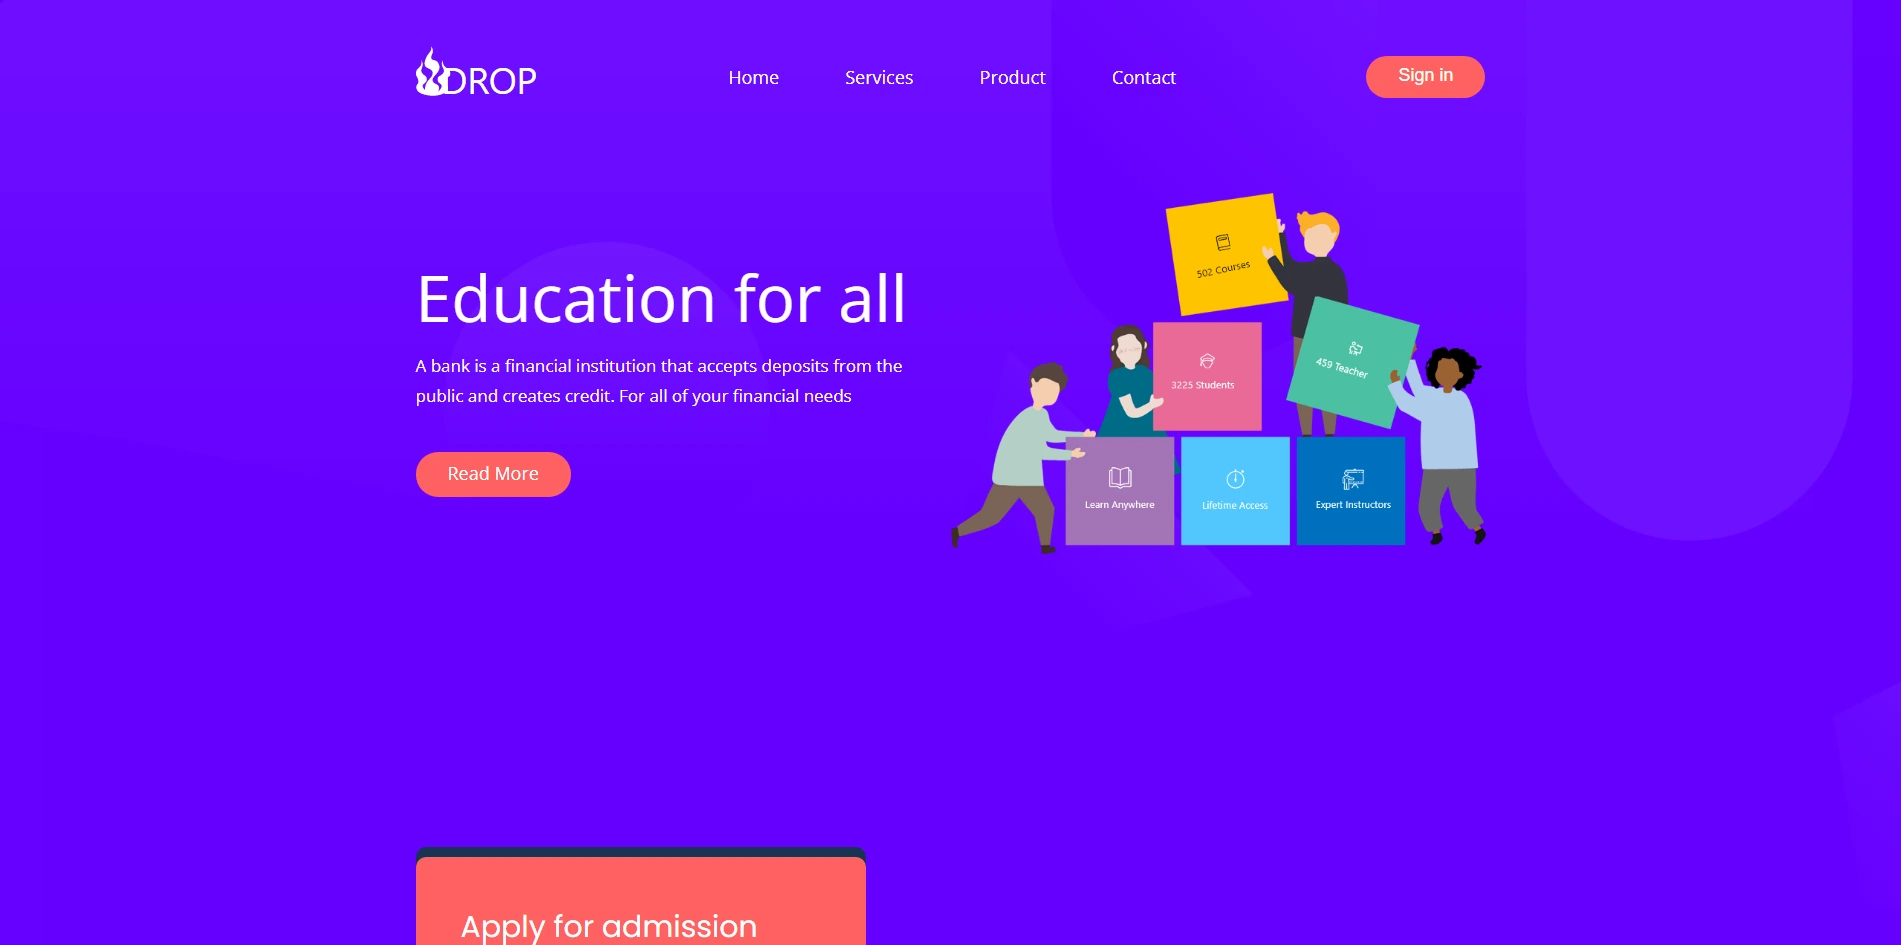 DROP
Home
Services
Product
Contact
Sign in
Education for all
A bank is a financial institution that accepts deposits from the
public and creates credit. For all of your financial needs
Read More
502 Courses
459 Teacher
3225 Students
Learn Anywhere
Lifetime Access
Expert Instructors
Apply for admission